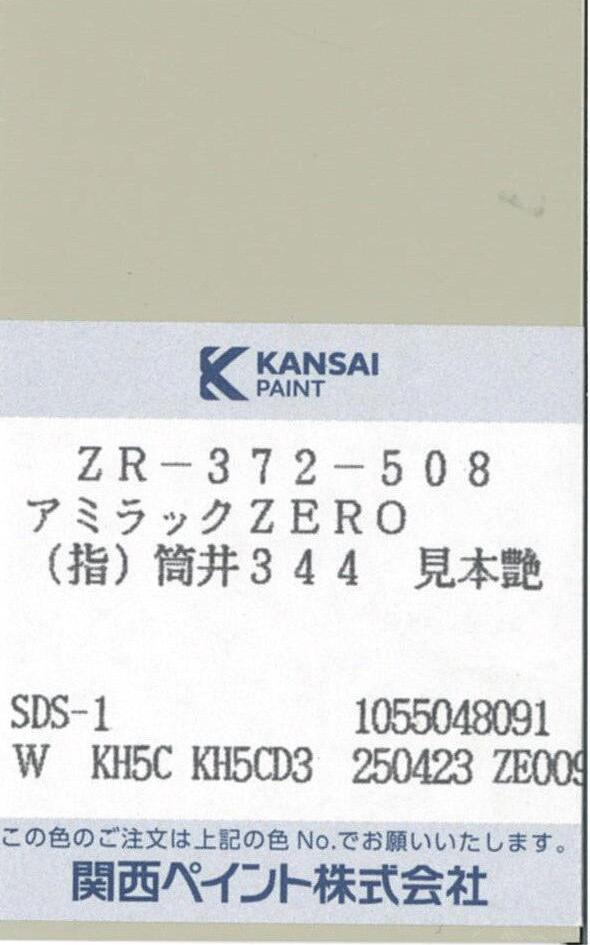 KANSAI
PAINT
ZR－372－508
アミラックZERO
（指）筒井344　見本艶
SDS-1 1055048091
W KH5C KH5CD3 250423 ZE009
この色のご注文は上記の色 No.でお願いいたします。
関西ペイント株式会社